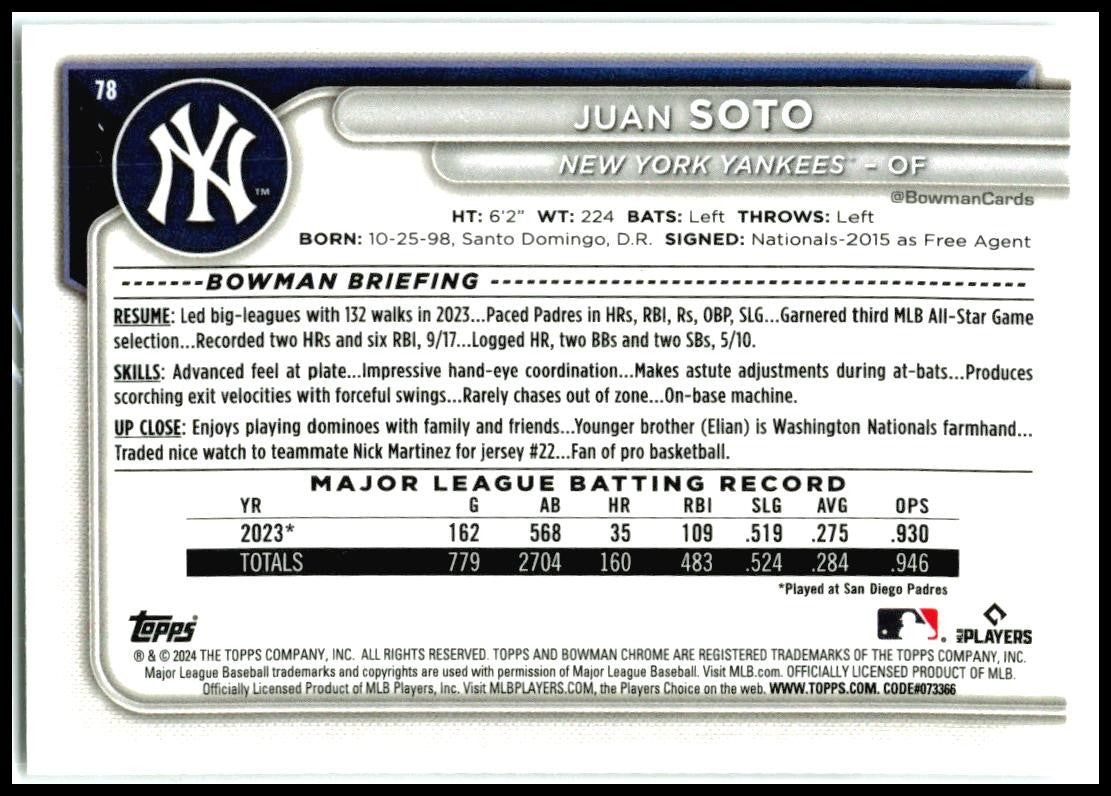 78
NY
™
JUAN SOTO
NEW YORK YANKEES™ - OF
@BowmanCards
HT: 6'2" WT: 224 BATS: Left THROWS: Left
BORN: 10-25-98, Santo Domingo, D.R. SIGNED: Nationals-2015 as Free Agent
-------BOWMAN BRIEFING -------------------------------------------
RESUME: Led big-leagues with 132 walks in 2023...Paced Padres in HRs, RBI, Rs, OBP, SLG...Garnered third MLB All-Star Game
selection...Recorded two HRs and six RBI, 9/17...Logged HR, two BBs and two SBs, 5/10.
SKILLS: Advanced feel at plate...Impressive hand-eye coordination...Makes astute adjustments during at-bats...Produces
scorching exit velocities with forceful swings...Rarely chases out of zone...On-base machine.
UP CLOSE: Enjoys playing dominoes with family and friends...Younger brother (Elian) is Washington Nationals farmhand...
Traded nice watch to teammate Nick Martinez for jersey #22...Fan of pro basketball.
MAJOR LEAGUE BATTING RECORD
YR G AB HR RBI SLG AVG OPS
2023* 162 568 35 109 .519 .275 .930
TOTALS 779 2704 160 483 .524 .284 .946
*Played at San Diego Padres
Topps
MLB PLAYERS
® & © 2024 THE TOPPS COMPANY, INC. ALL RIGHTS RESERVED. TOPPS AND BOWMAN CHROME ARE REGISTERED TRADEMARKS OF THE TOPPS COMPANY, INC.
Major League Baseball trademarks and copyrights are used with permission of Major League Baseball. Visit MLB.com. OFFICIALLY LICENSED PRODUCT OF MLB.
Officially Licensed Product of MLB Players, Inc. Visit MLBPLAYERS.COM, the Players Choice on the web. WWW.TOPPS.COM. CODE#073366